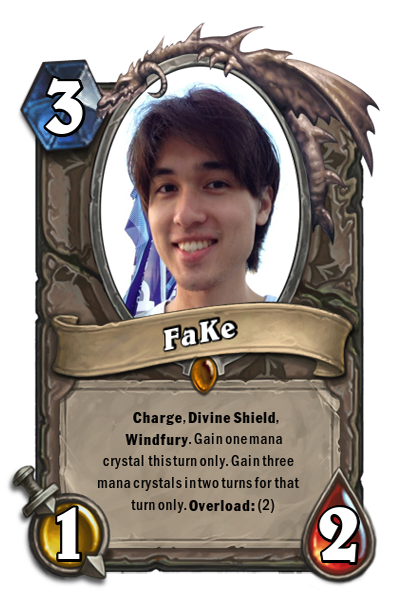 3
FaKe
Charge, Divine Shield,
Windfury. Gain one mana
crystal this turn only. Gain three
mana crystals in two turns for that
turn only. Overload: (2)
1
2